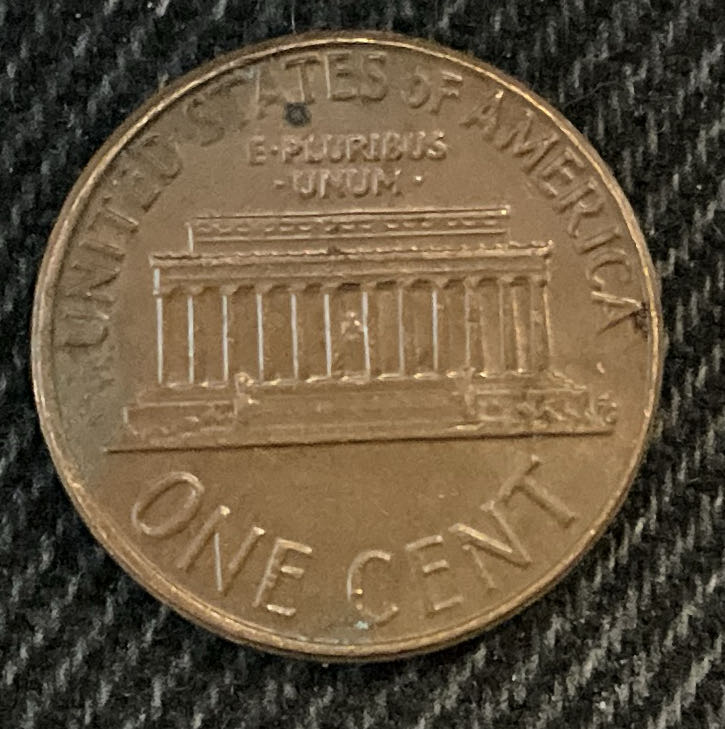 UNITED STATES oF AMERICA
E·PLURIBUS
·UNUM·
ONE CENT